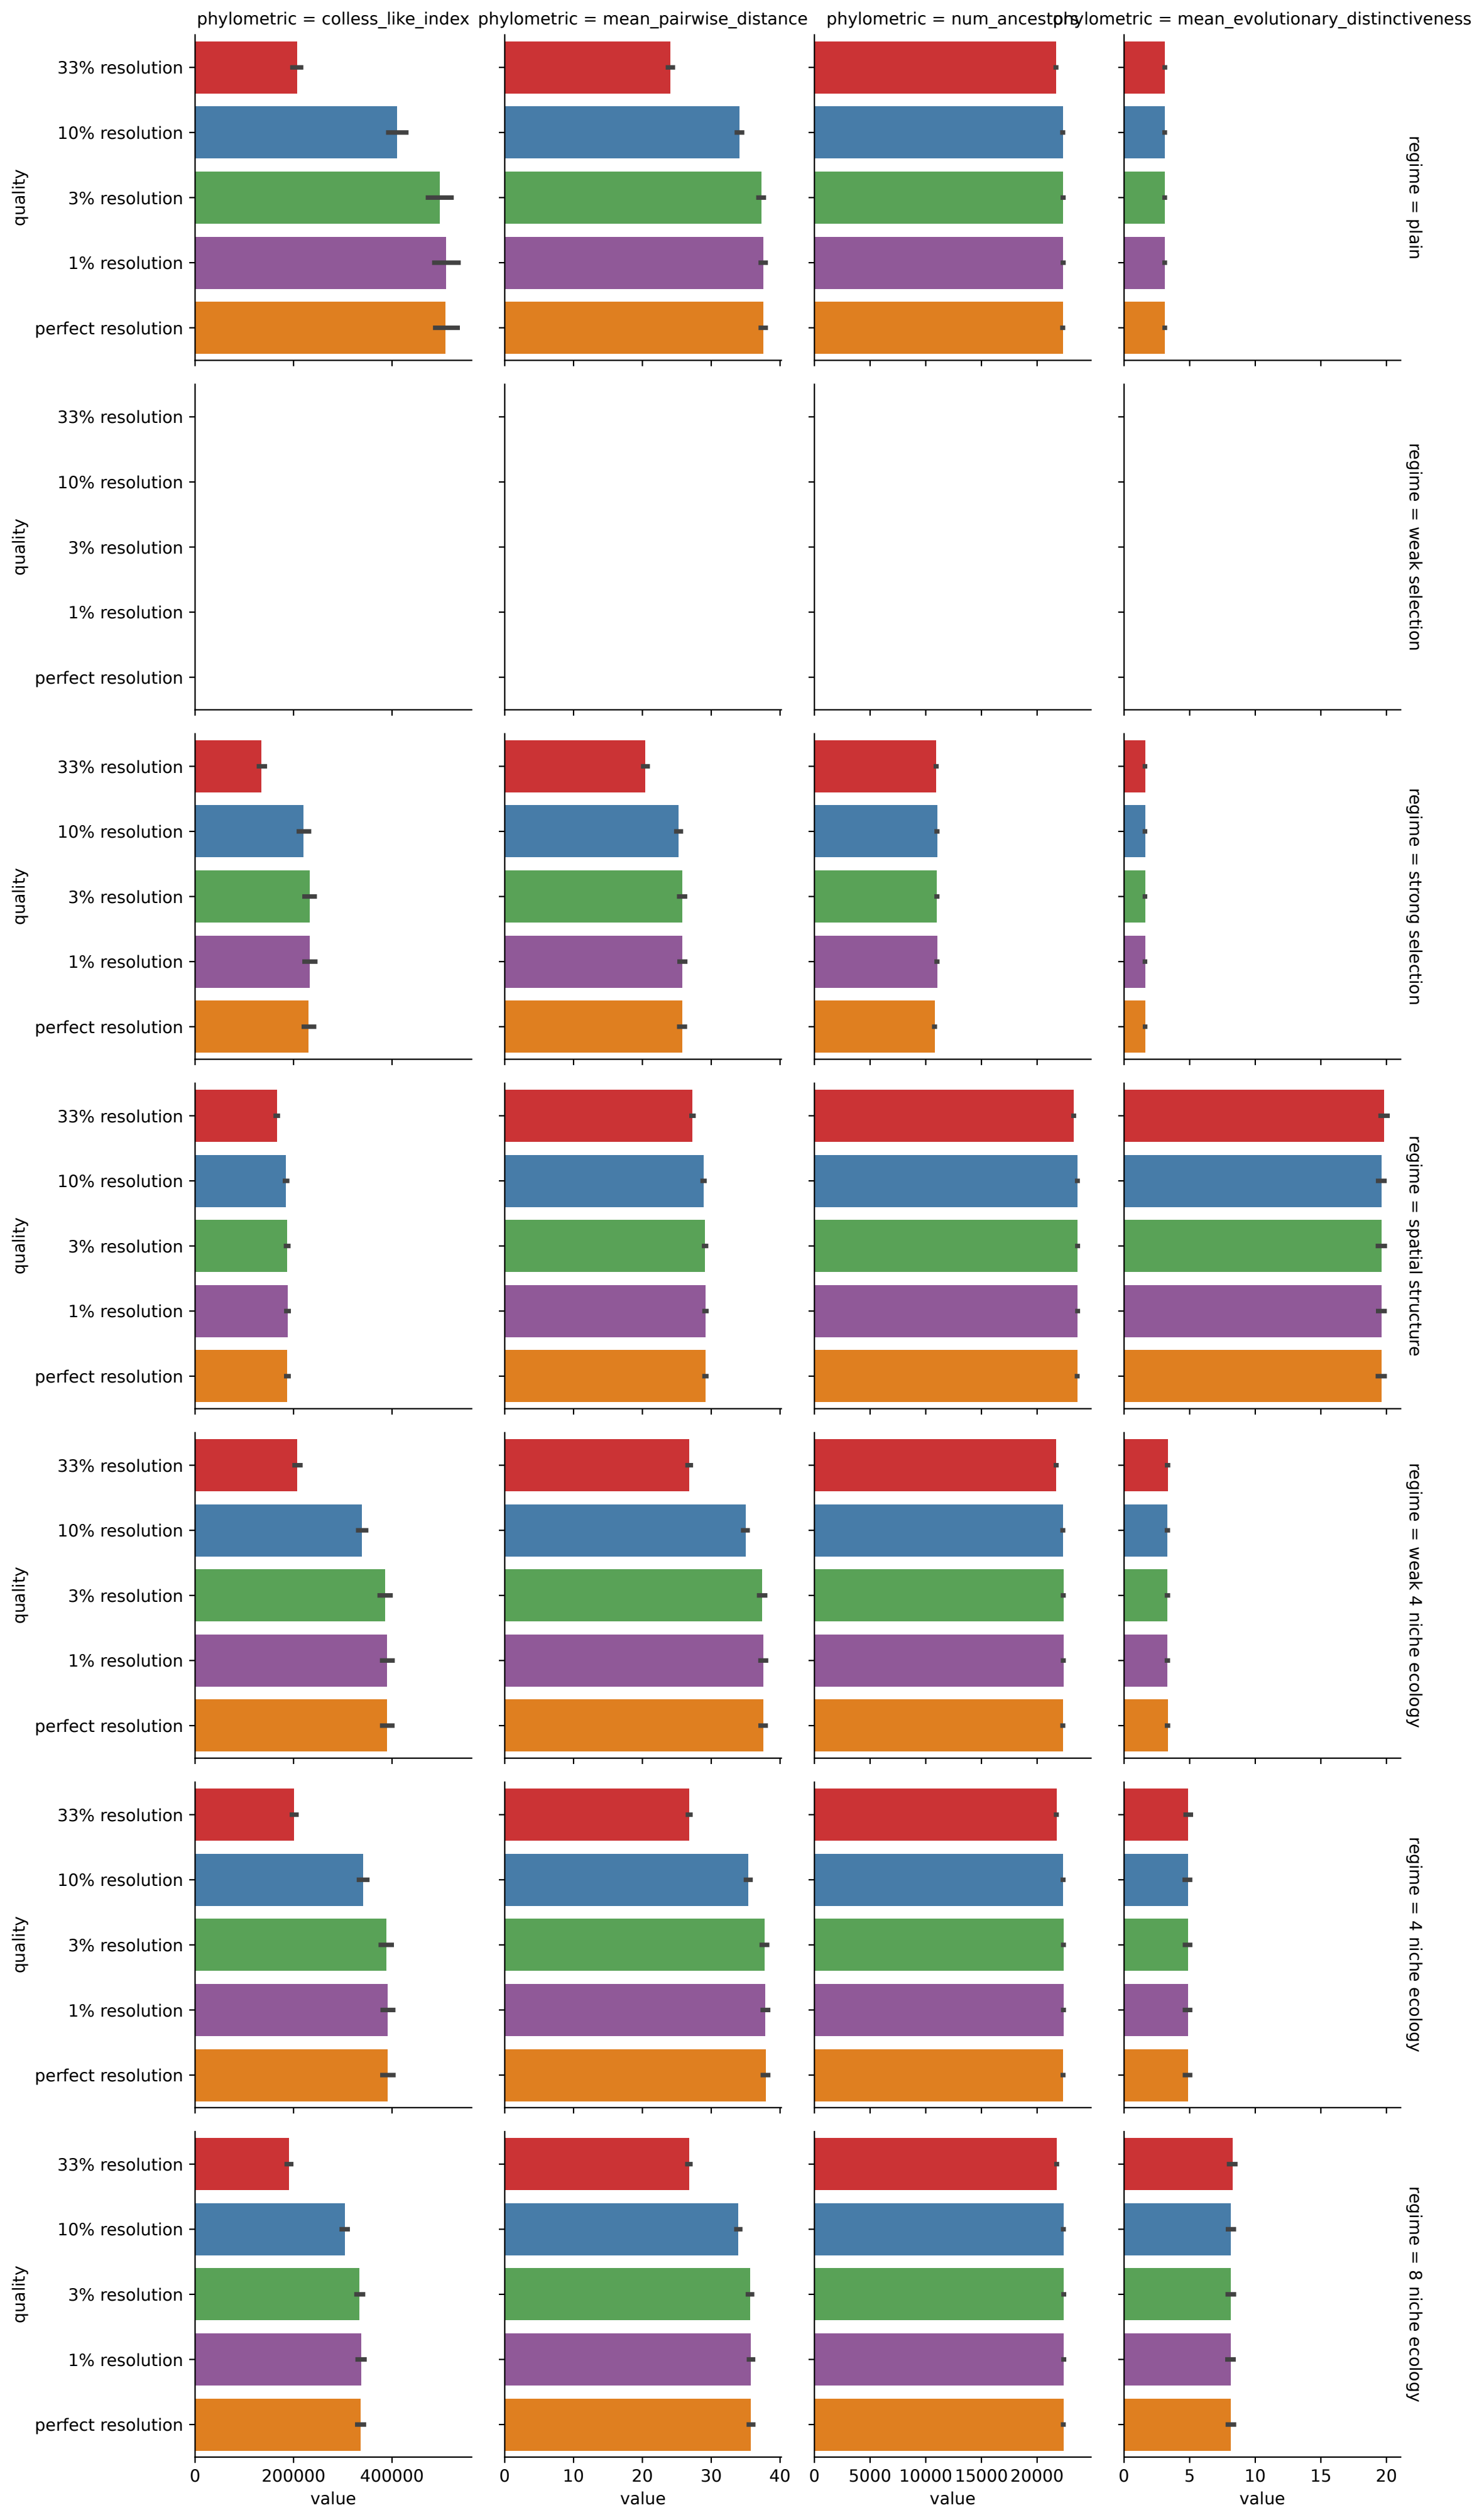 phylometric = colless_like_index
phylometric = mean_pairwise_distance
phylometric = num_ancestors
phylometric = mean_evolutionary_distinctiveness
quality
33% resolution
10% resolution
3% resolution
1% resolution
perfect resolution
regime = plain
quality
33% resolution
10% resolution
3% resolution
1% resolution
perfect resolution
regime = weak selection
quality
33% resolution
10% resolution
3% resolution
1% resolution
perfect resolution
regime = strong selection
quality
33% resolution
10% resolution
3% resolution
1% resolution
perfect resolution
regime = spatial structure
quality
33% resolution
10% resolution
3% resolution
1% resolution
perfect resolution
regime = weak 4 niche ecology
quality
33% resolution
10% resolution
3% resolution
1% resolution
perfect resolution
regime = 4 niche ecology
quality
33% resolution
10% resolution
3% resolution
1% resolution
perfect resolution
regime = 8 niche ecology
0 200000 400000
0 10 20 30 40
0 5000 10000 15000 20000
0 5 10 15 20
value
value
value
value